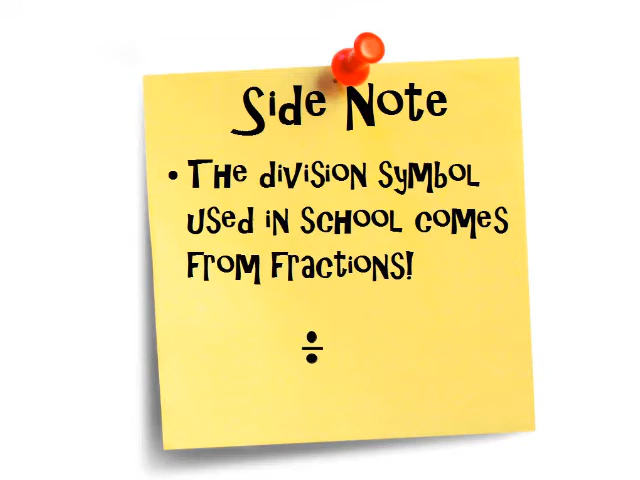 Side Note
• The division symbol
used in school comes
from fractions!
÷